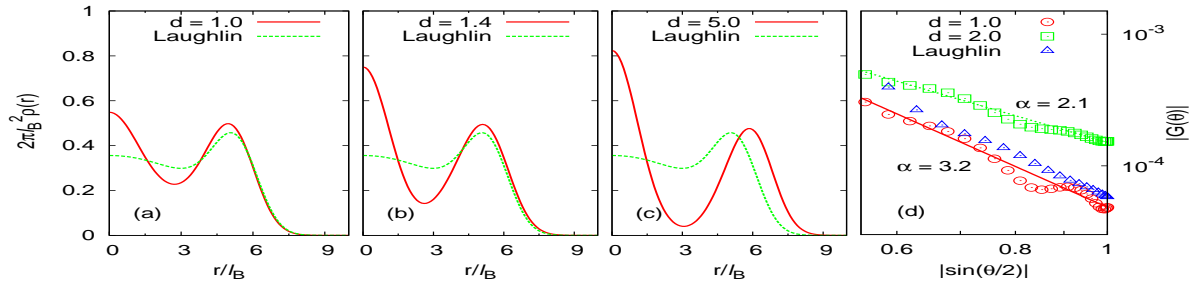 2πl_B²ρ(r)
1
0.8
0.6
0.4
0.2
0
d = 1.0
Laughlin
(a)
0 3 6 9
r/l_B
d = 1.4
Laughlin
(b)
0 3 6 9
r/l_B
d = 5.0
Laughlin
(c)
0 3 6 9
r/l_B
d = 1.0
d = 2.0
Laughlin
α = 2.1
α = 3.2
(d)
0.6 0.8 1
|sin(θ/2)|
10⁻³
10⁻⁴
|G(θ)|